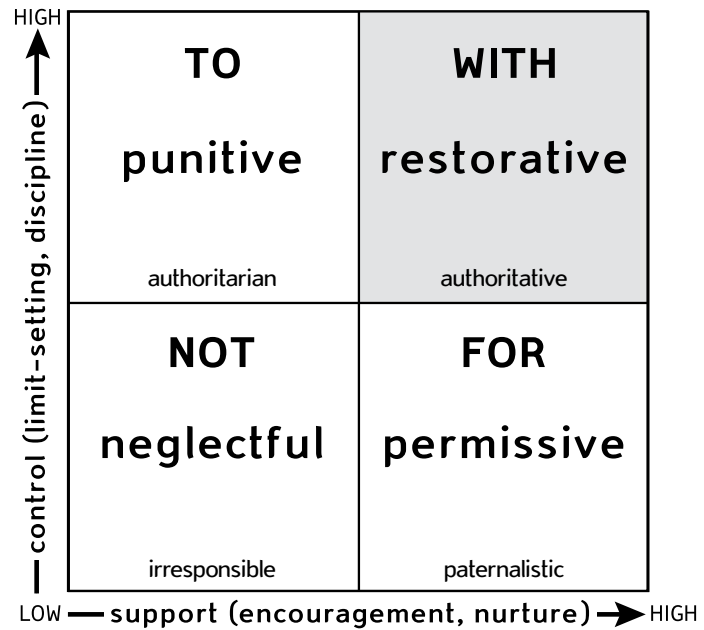 HIGH
control (limit-setting, discipline)
TO
punitive
authoritarian
WITH
restorative
authoritative
NOT
neglectful
irresponsible
FOR
permissive
paternalistic
LOW
support (encouragement, nurture)
HIGH